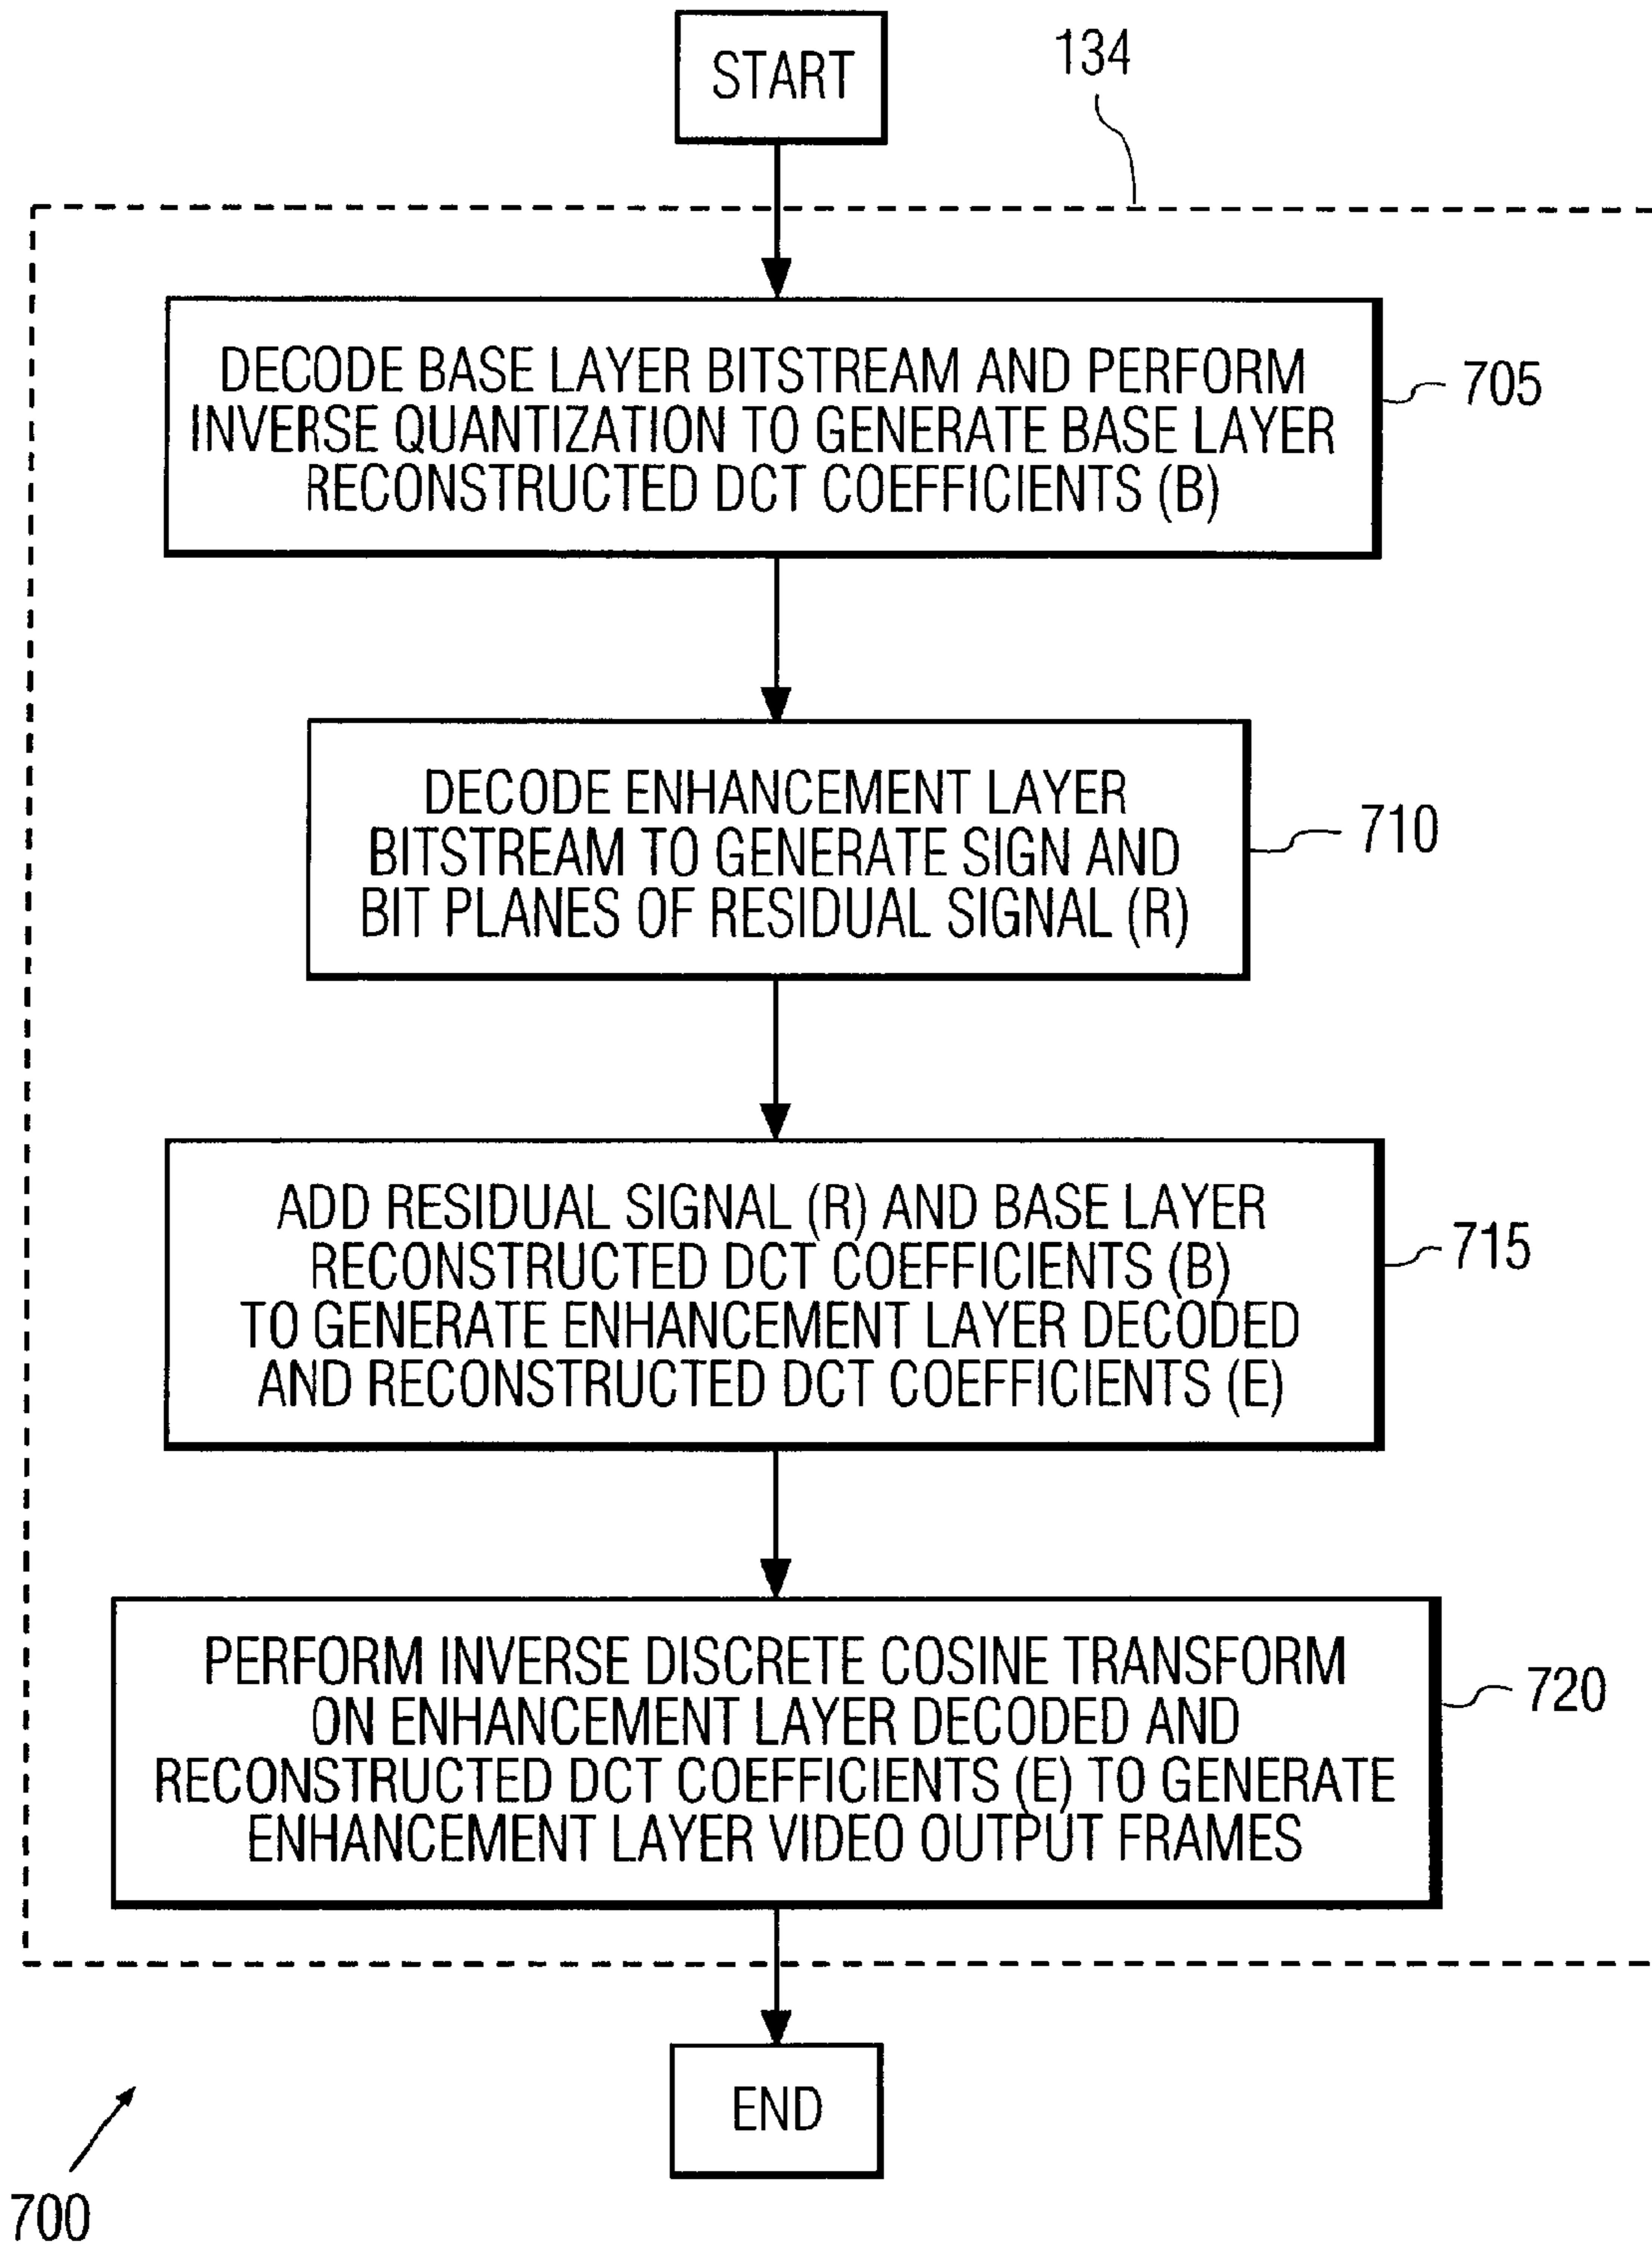 START
134
DECODE BASE LAYER BITSTREAM AND PERFORM
INVERSE QUANTIZATION TO GENERATE BASE LAYER
RECONSTRUCTED DCT COEFFICIENTS (B)
705
DECODE ENHANCEMENT LAYER
BITSTREAM TO GENERATE SIGN AND
BIT PLANES OF RESIDUAL SIGNAL (R)
710
ADD RESIDUAL SIGNAL (R) AND BASE LAYER
RECONSTRUCTED DCT COEFFICIENTS (B)
TO GENERATE ENHANCEMENT LAYER DECODED
AND RECONSTRUCTED DCT COEFFICIENTS (E)
715
PERFORM INVERSE DISCRETE COSINE TRANSFORM
ON ENHANCEMENT LAYER DECODED AND
RECONSTRUCTED DCT COEFFICIENTS (E) TO GENERATE
ENHANCEMENT LAYER VIDEO OUTPUT FRAMES
720
END
700